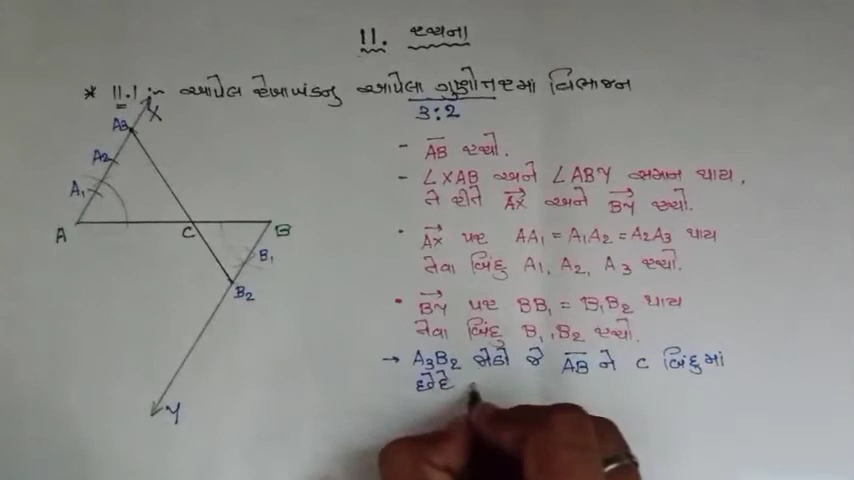 11. રચના
* 11.1 :- આપેલ રેખાખંડનુ આપેલા ગુણોત્તરમાં વિભાજન
3:2
- AB રચો.
- ∠XAB અને ∠ABY સમાન થાય,
તે રીતે AX અને BY રચો.
• AX પર AA₁ = A₁A₂ = A₂A₃ થાય
તેવા બિંદુ A₁, A₂, A₃ રચો.
• BY પર BB₁ = B₁B₂ થાય
તેવા બિંદુ B₁, B₂ રચો.
→ A₃B₂ જોડો જે AB ને C બિંદુમાં
છેદે
X
A₃
A₂
A₁
A
C
B
B₁
B₂
Y